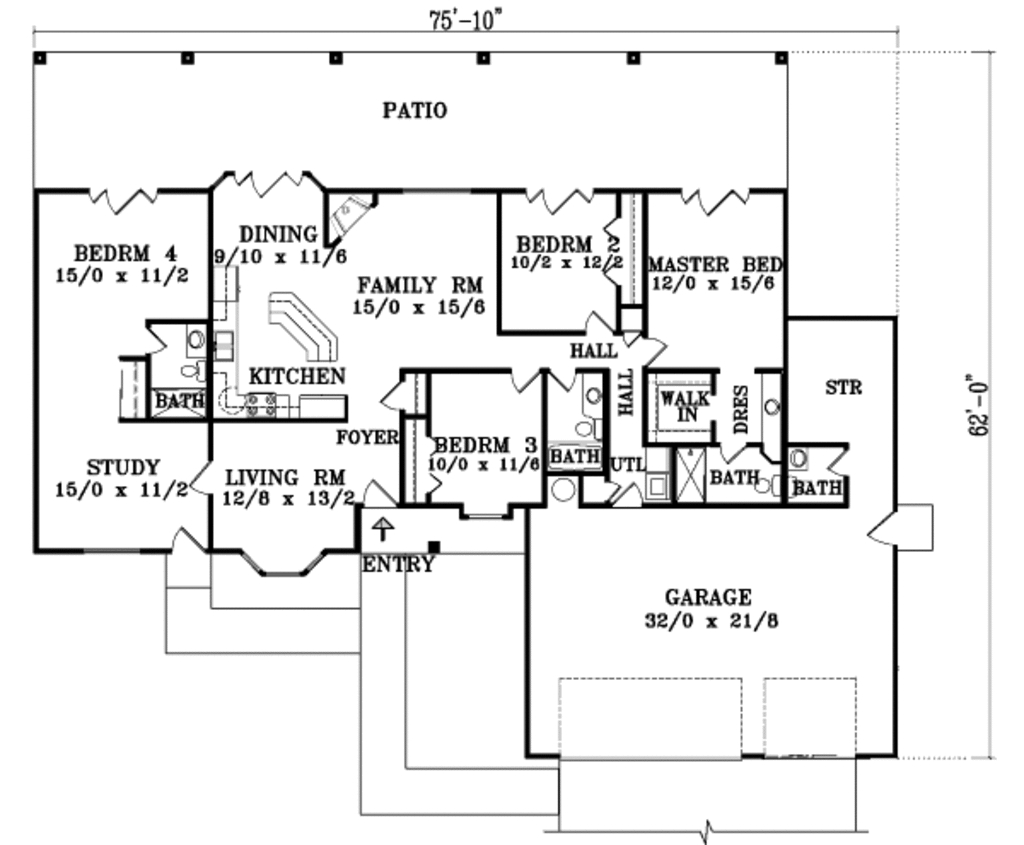 75'-10"
PATIO
BEDRM 4
15/0 x 11/2
DINING
9/10 x 11/6
FAMILY RM
15/0 x 15/6
BEDRM 2
10/2 x 12/2
MASTER BED
12/0 x 15/6
HALL
HALL
KITCHEN
BATH
WALK
IN
DRES
STR
62'-0"
FOYER
BEDRM 3
10/0 x 11/6
BATH
UTL
BATH
BATH
STUDY
15/0 x 11/2
LIVING RM
12/8 x 13/2
ENTRY
GARAGE
32/0 x 21/8